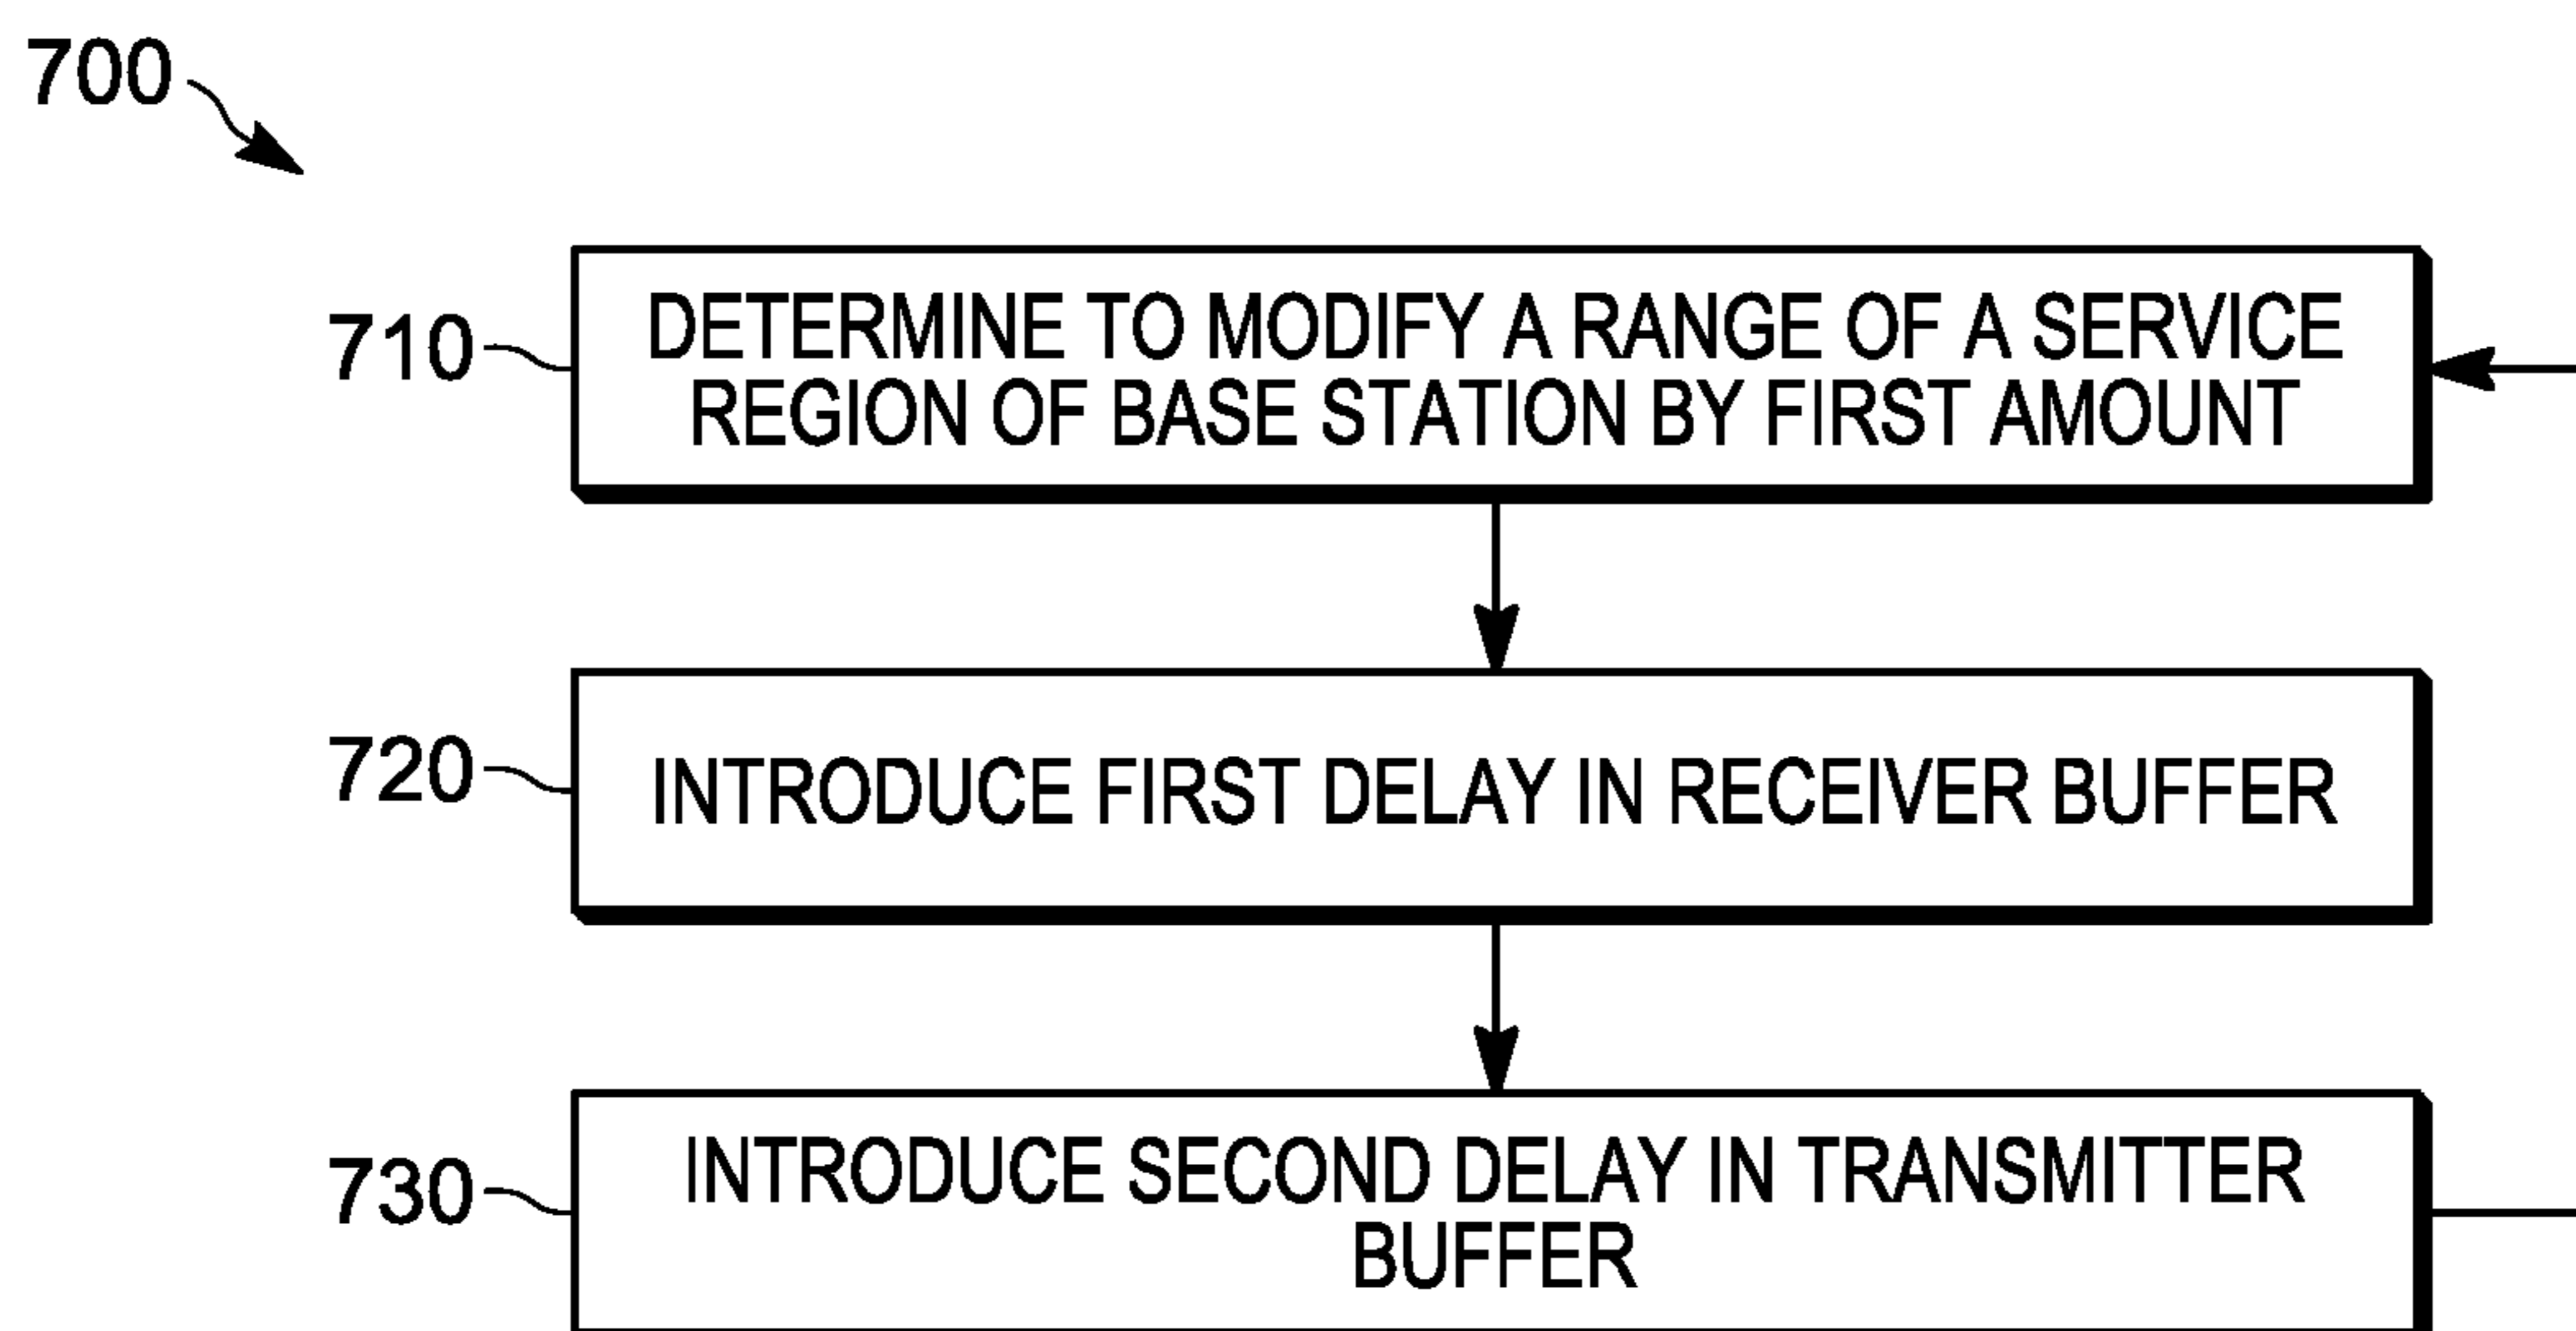 700
710
DETERMINE TO MODIFY A RANGE OF A SERVICE
REGION OF BASE STATION BY FIRST AMOUNT
720
INTRODUCE FIRST DELAY IN RECEIVER BUFFER
730
INTRODUCE SECOND DELAY IN TRANSMITTER
BUFFER